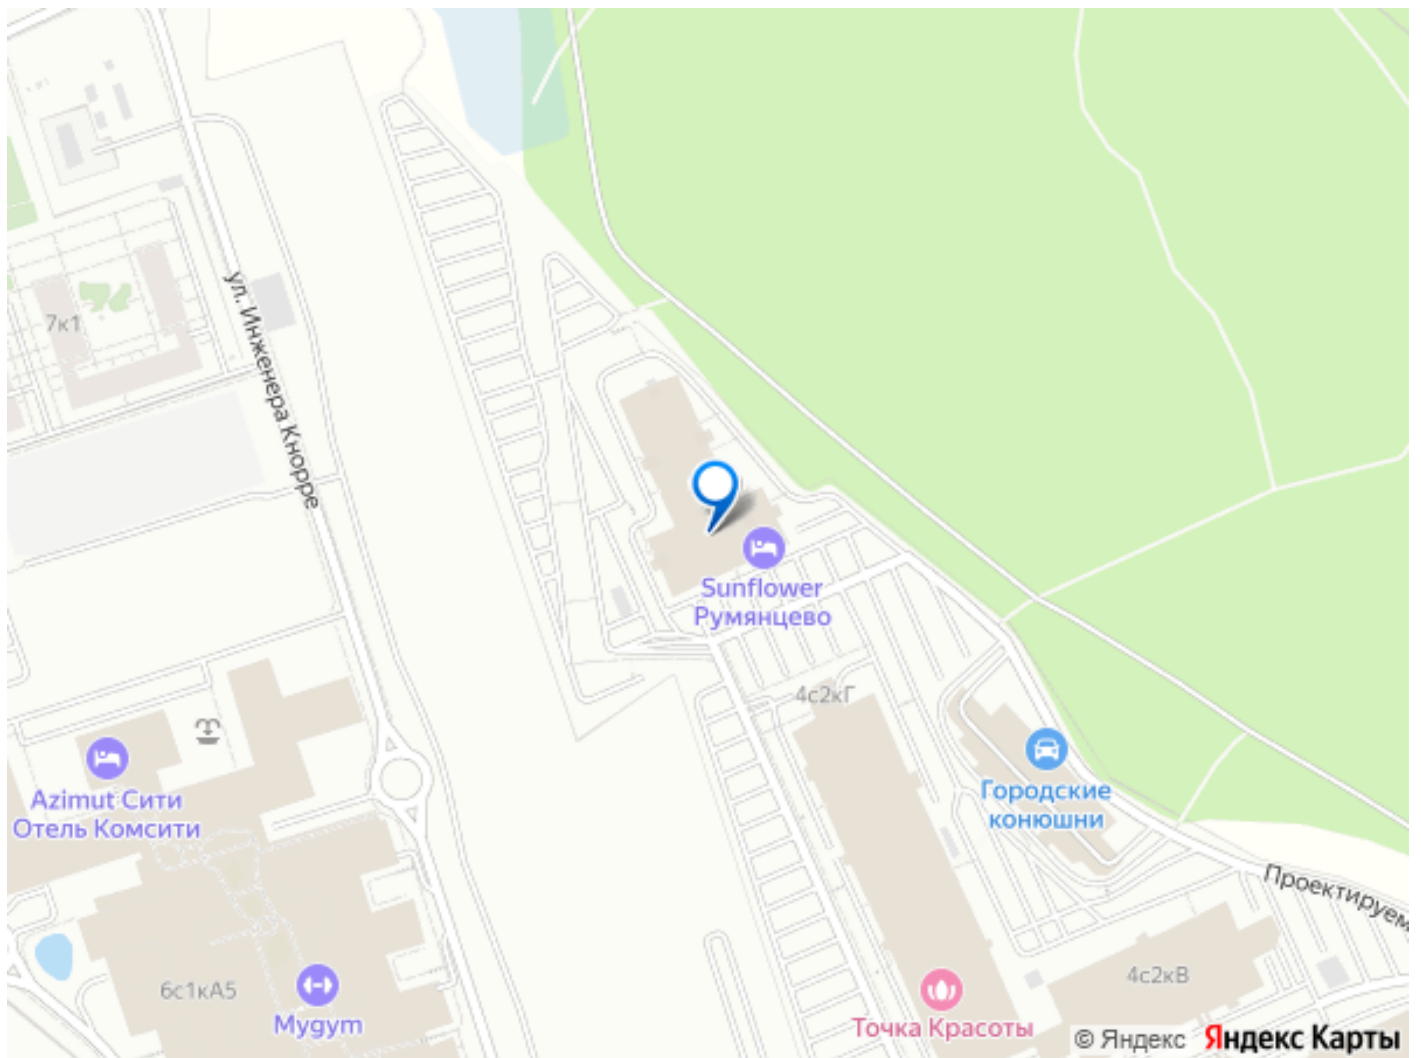 7к1
ул. Инженера Кнорре
Sunflower
Румянцево
4с2кГ
Azimut Сити
Отель Комсити
Городские
конюшни
Проектируем
6с1кА5
4с2кВ
Mygym
Точка Красоты
© Яндекс Яндекс Карты